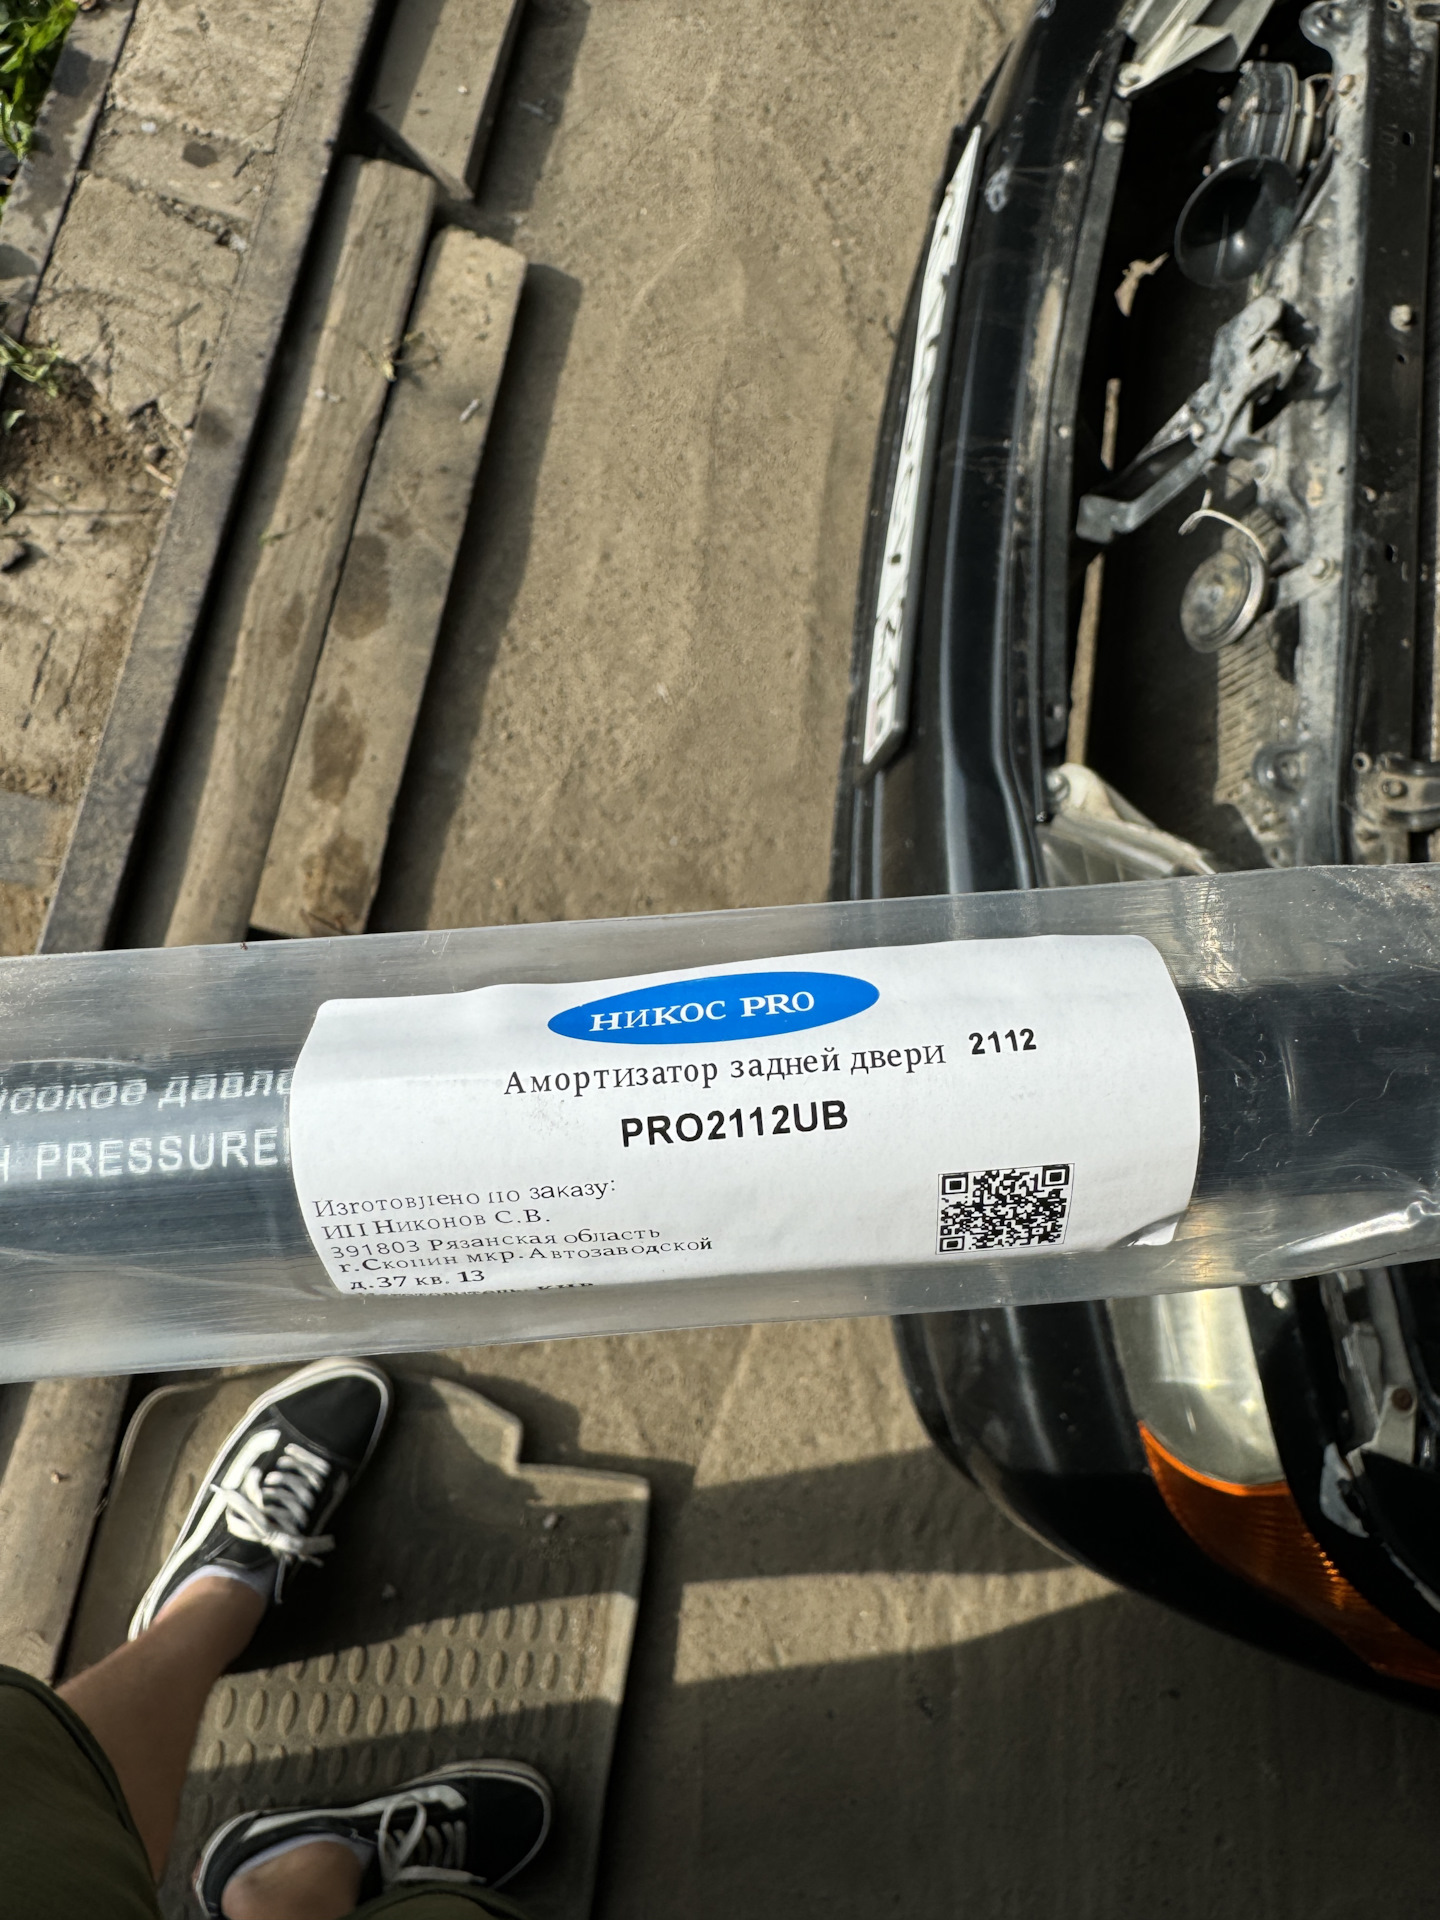 НИКОС PRO
Амортизатор задней двери 2112
PRO2112UB
PRESSURE
Изготовлено по заказу:
ИП Никонов С.В.
391803 Рязанская область
г.Скопин мкр. Автозаводской
д.37 кв. 13